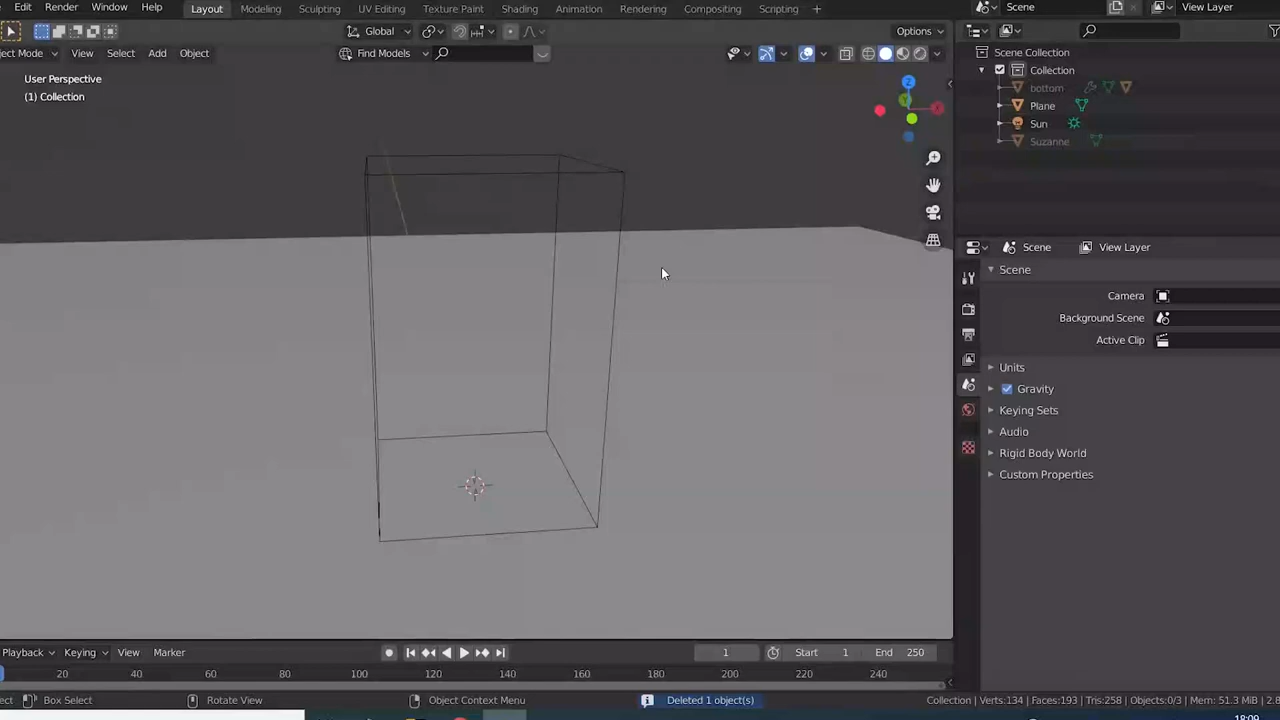 Edit Render Window Help Layout Modeling Sculpting UV Editing Texture Paint Shading Animation Rendering Compositing Scripting + Scene View Layer
Global Options
ect Mode View Select Add Object Find Models
User Perspective
(1) Collection
Z
Scene Collection
Collection
bottom
Plane
Sun
Suzanne
Scene View Layer
Scene
Camera
Background Scene
Active Clip
Units
Gravity
Keying Sets
Audio
Rigid Body World
Custom Properties
Playback Keying View Marker 1 Start 1 End 250
20 40 60 80 100 120 140 160 180 200 220 240
ect Box Select Rotate View Object Context Menu Deleted 1 object(s) Collection | Verts:134 | Faces:193 | Tris:258 | Objects:0/3 | Mem: 51.3 MiB | 2.8
18:09